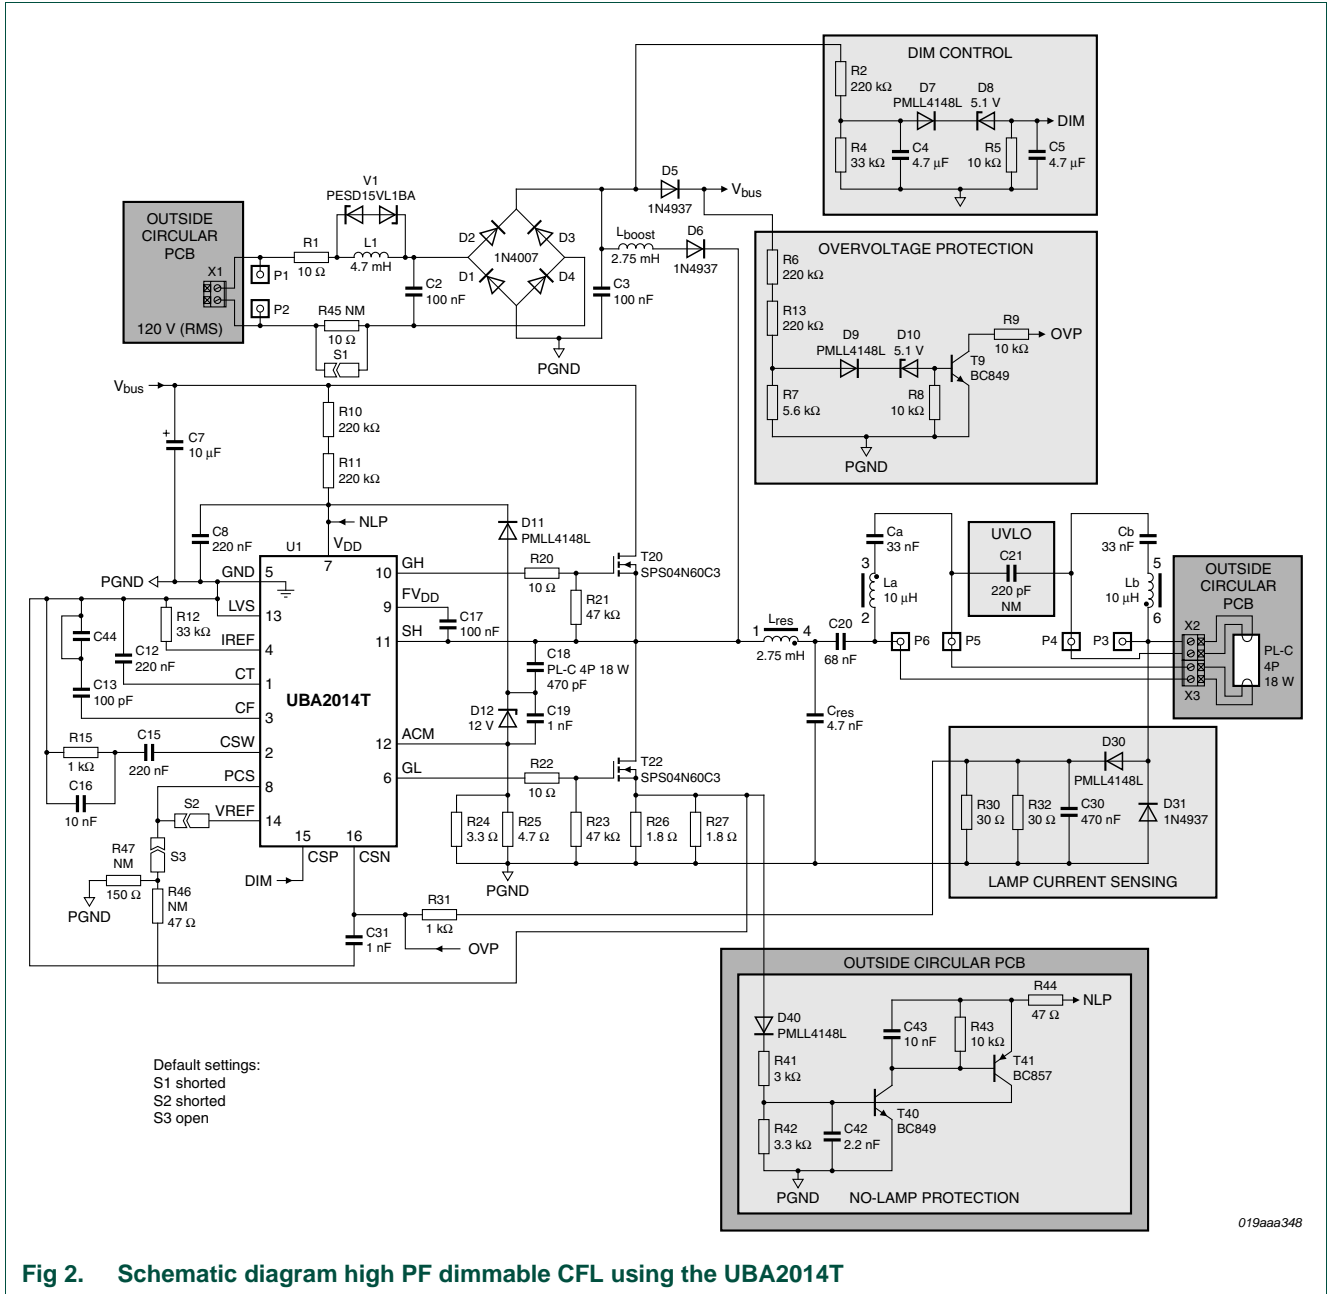 DIM CONTROL
R2
220 kΩ
D7
PMLL4148L
D8
5.1 V
DIM
R4
33 kΩ
C4
4.7 µF
R5
10 kΩ
C5
4.7 µF
V1
PESD15VL1BA
D5
1N4937
Vbus
OUTSIDE
CIRCULAR
PCB
X1
120 V (RMS)
P1
P2
R1
10 Ω
L1
4.7 mH
D2
D3
1N4007
D1
D4
C2
100 nF
R45 NM
10 Ω
S1
Lboost
2.75 mH
D6
1N4937
C3
100 nF
PGND
OVERVOLTAGE PROTECTION
R6
220 kΩ
R13
220 kΩ
D9
PMLL4148L
D10
5.1 V
R9
10 kΩ
OVP
T9
BC849
R7
5.6 kΩ
R8
10 kΩ
PGND
Vbus
C7
10 µF
+
R10
220 kΩ
R11
220 kΩ
NLP
C8
220 nF
U1
VDD
7
D11
PMLL4148L
PGND
GND
5
LVS
13
IREF
4
CT
1
CF
3
CSW
2
PCS
8
VREF
14
15
CSP
16
CSN
UBA2014T
10
GH
9
FVDD
11
SH
12
ACM
6
GL
C44
C13
100 pF
C12
220 nF
R12
33 kΩ
R15
1 kΩ
C15
220 nF
C16
10 nF
S2
S3
R47
NM
150 Ω
PGND
R46
NM
47 Ω
DIM
R20
10 Ω
T20
SPS04N60C3
R21
47 kΩ
C17
100 nF
C18
PL-C 4P 18 W
470 pF
D12
12 V
C19
1 nF
R22
10 Ω
T22
SPS04N60C3
R24
3.3 Ω
R25
4.7 Ω
R23
47 kΩ
R26
1.8 Ω
R27
1.8 Ω
PGND
R31
1 kΩ
C31
1 nF
OVP
Lres
1
4
2.75 mH
C20
68 nF
Cres
4.7 nF
Ca
33 nF
3
La
10 µH
2
UVLO
C21
220 pF
NM
Cb
33 nF
5
Lb
10 µH
6
P6
P5
P4
P3
OUTSIDE
CIRCULAR
PCB
X2
PL-C
4P
18 W
X3
D30
PMLL4148L
R30
30 Ω
R32
30 Ω
C30
470 nF
D31
1N4937
LAMP CURRENT SENSING
OUTSIDE CIRCULAR PCB
D40
PMLL4148L
R41
3 kΩ
R42
3.3 kΩ
C42
2.2 nF
C43
10 nF
R43
10 kΩ
R44
47 Ω
NLP
T41
BC857
T40
BC849
PGND
NO-LAMP PROTECTION
Default settings:
S1 shorted
S2 shorted
S3 open
019aaa348
Fig 2. Schematic diagram high PF dimmable CFL using the UBA2014T